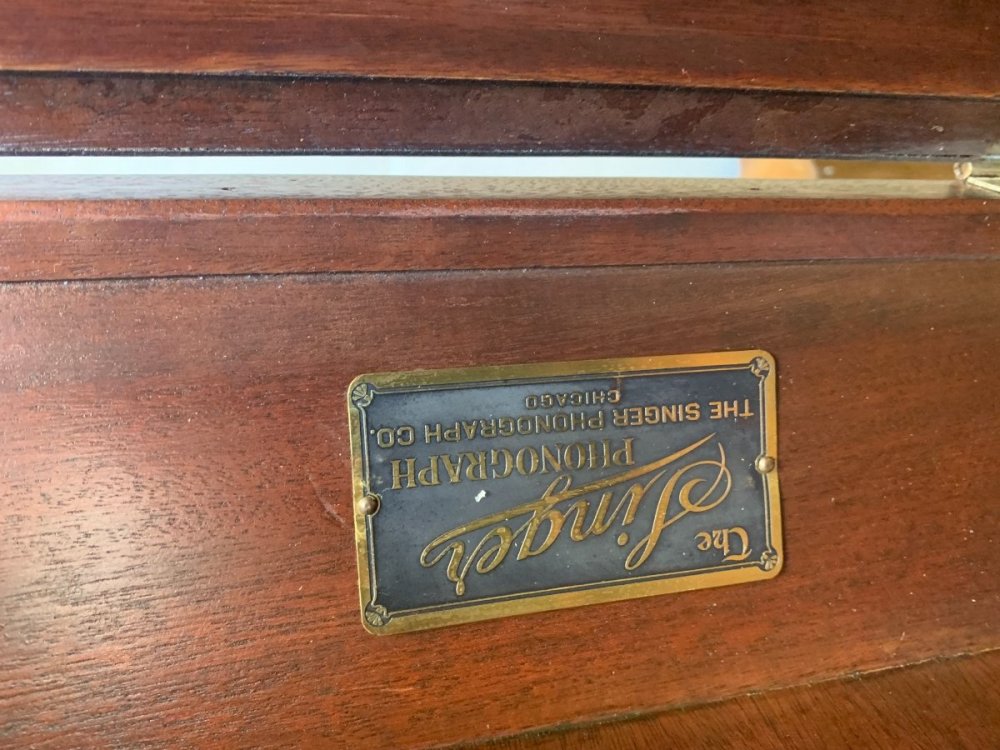 The Singer
PHONOGRAPH
THE SINGER PHONOGRAPH CO.
CHICAGO